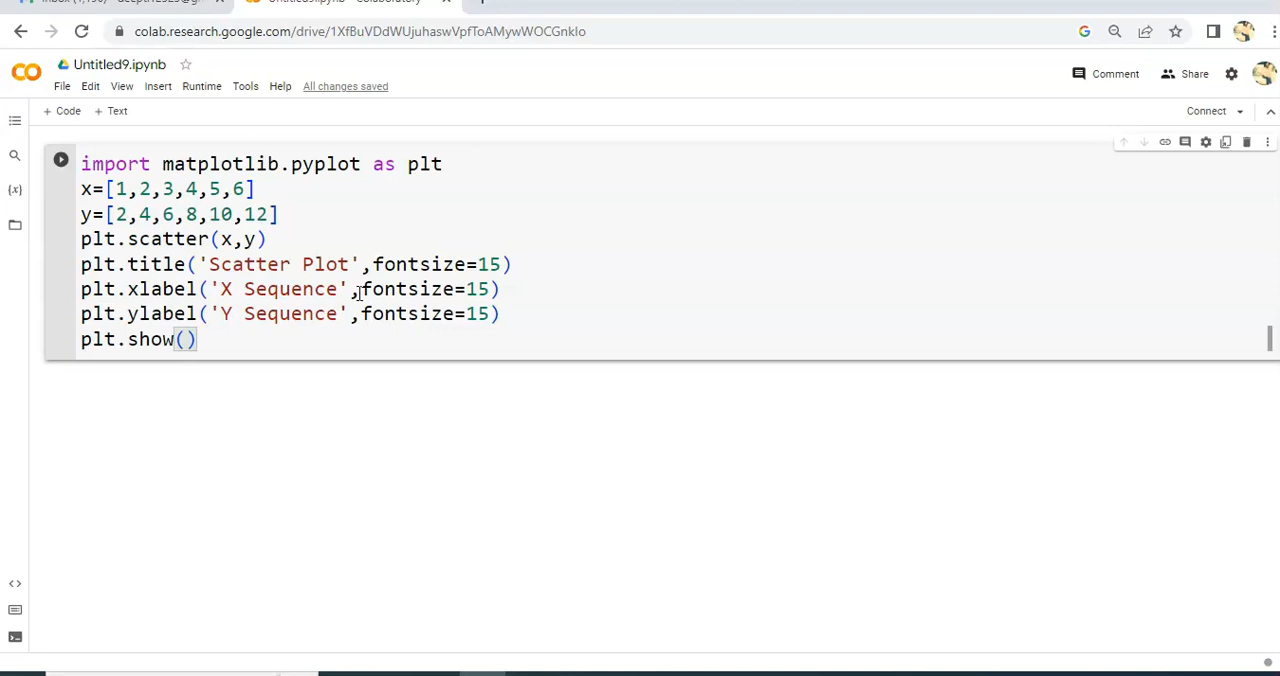 colab.research.google.com/drive/1XfBuVDdWUjuhaswVpfToAMywWOCGnkIo
CO Untitled9.ipynb
File Edit View Insert Runtime Tools Help All changes saved
Comment Share
+ Code + Text
Connect
import matplotlib.pyplot as plt
x=[1,2,3,4,5,6]
y=[2,4,6,8,10,12]
plt.scatter(x,y)
plt.title('Scatter Plot',fontsize=15)
plt.xlabel('X Sequence',fontsize=15)
plt.ylabel('Y Sequence',fontsize=15)
plt.show()
{x}
<>